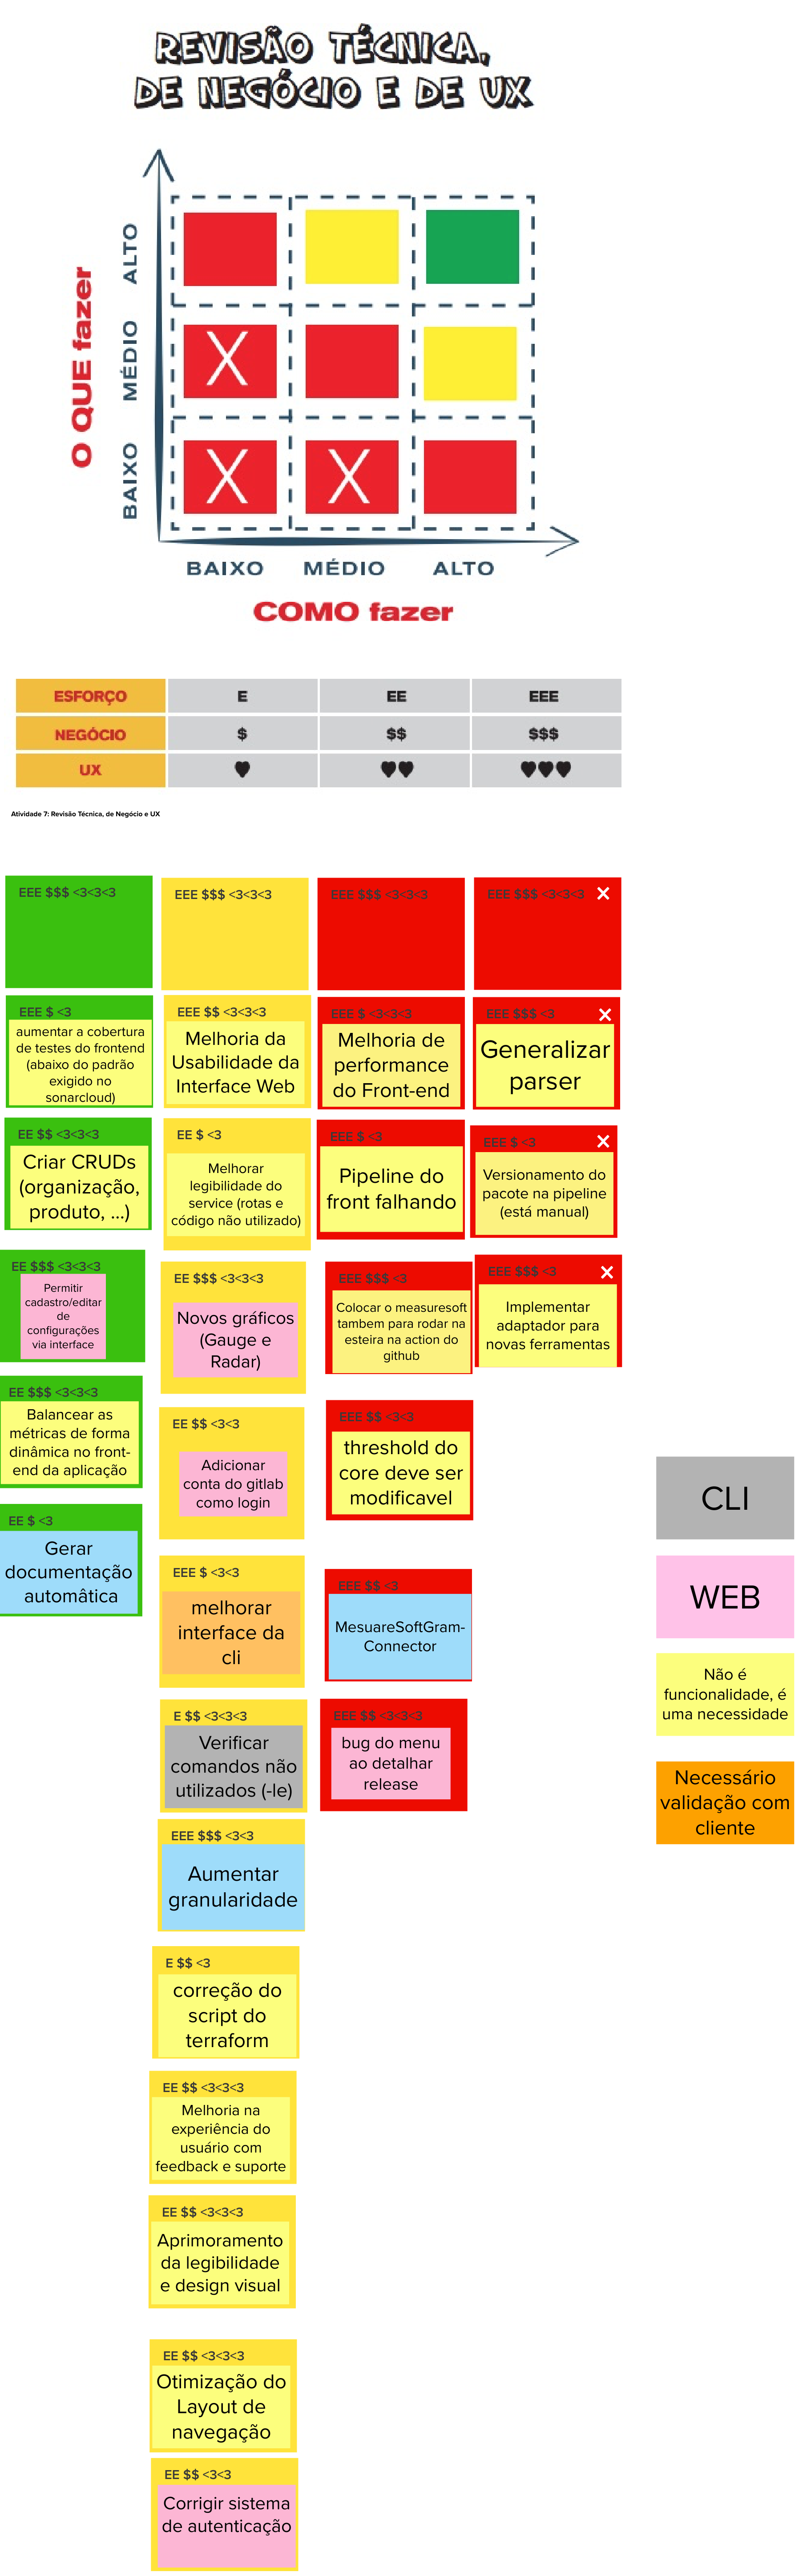 REVISÃO TÉCNICA,
DE NEGÓCIO E DE UX
O QUE fazer
ALTO
MÉDIO
BAIXO
X
X
X
BAIXO MÉDIO ALTO
COMO fazer
ESFORÇO E EE EEE
NEGÓCIO $ $$ $$$
UX ♥ ♥♥ ♥♥♥
Atividade 7: Revisão Técnica, de Negócio e UX
EEE $$$ <3<3<3
EEE $ <3
aumentar a cobertura
de testes do frontend
(abaixo do padrão
exigido no
sonarcloud)
EE $$ <3<3<3
Criar CRUDs
(organização,
produto, ...)
EE $$$ <3<3<3
Permitir
cadastro/editar
de
configurações
via interface
EE $$$ <3<3<3
Balancear as
métricas de forma
dinâmica no front-
end da aplicação
EE $ <3
Gerar
documentação
automâtica
EEE $$$ <3<3<3
EEE $$ <3<3<3
Melhoria da
Usabilidade da
Interface Web
EE $ <3
Melhorar
legibilidade do
service (rotas e
código não utilizado)
EE $$$ <3<3<3
Novos gráficos
(Gauge e
Radar)
EE $$ <3<3
Adicionar
conta do gitlab
como login
EEE $ <3<3
melhorar
interface da
cli
E $$ <3<3<3
Verificar
comandos não
utilizados (-le)
EEE $$$ <3<3
Aumentar
granularidade
E $$ <3
correção do
script do
terraform
EE $$ <3<3<3
Melhoria na
experiência do
usuário com
feedback e suporte
EE $$ <3<3<3
Aprimoramento
da legibilidade
e design visual
EE $$ <3<3<3
Otimização do
Layout de
navegação
EE $$ <3<3
Corrigir sistema
de autenticação
EEE $$$ <3<3<3
EEE $ <3<3<3
Melhoria de
performance
do Front-end
EEE $ <3
Pipeline do
front falhando
EEE $$$ <3
Colocar o measuresoft
tambem para rodar na
esteira na action do
github
EEE $$ <3<3
threshold do
core deve ser
modificavel
EEE $$ <3
MesuareSoftGram-
Connector
EEE $$ <3<3<3
bug do menu
ao detalhar
release
EEE $$$ <3<3<3 X
EEE $$$ <3 X
Generalizar
parser
EEE $ <3 X
Versionamento do
pacote na pipeline
(está manual)
EEE $$$ <3 X
Implementar
adaptador para
novas ferramentas
CLI
WEB
Não é
funcionalidade, é
uma necessidade
Necessário
validação com
cliente